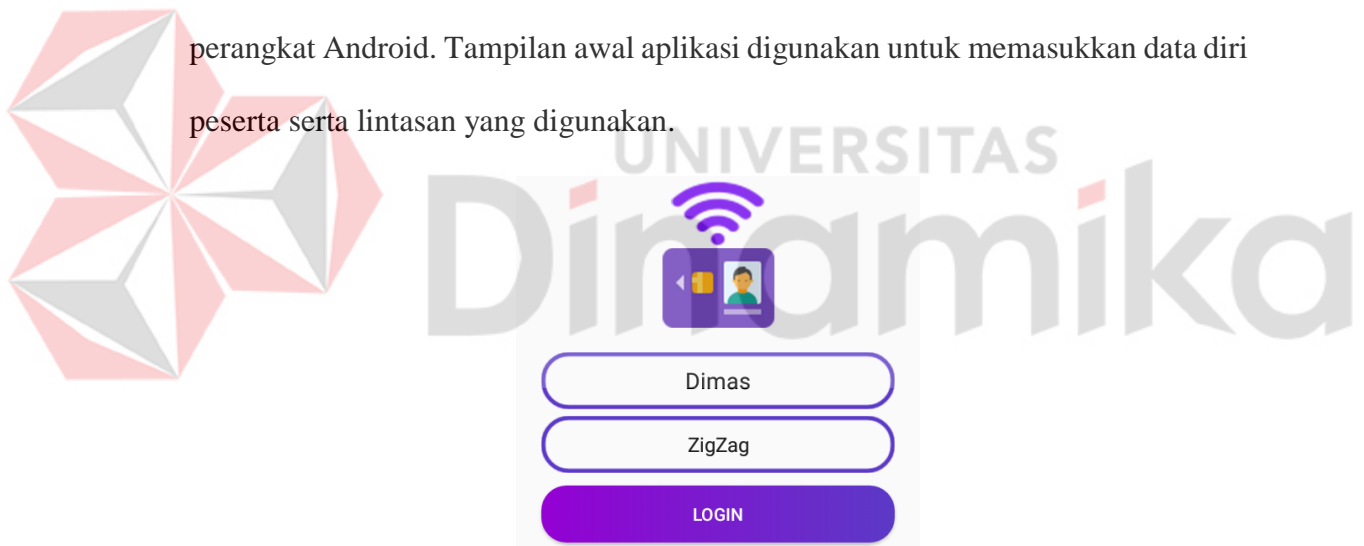 perangkat Android. Tampilan awal aplikasi digunakan untuk memasukkan data diri
peserta serta lintasan yang digunakan.
UNIVERSITAS
Dinamika
Dimas
ZigZag
LOGIN